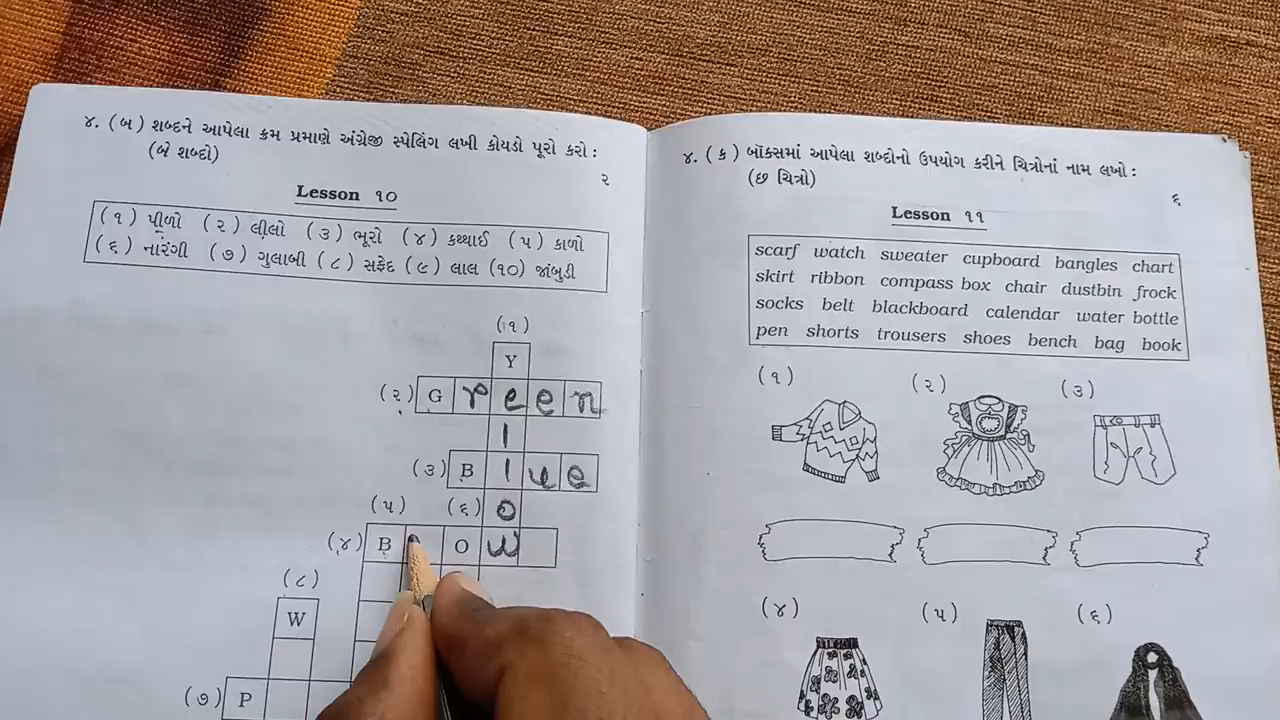 ૪. (બ) શબ્દને આપેલા ક્રમ પ્રમાણે અંગ્રેજી સ્પેલિંગ લખી કોયડો પૂરો કરો :
(બે શબ્દો)
૨
Lesson ૧૦
(૧) પીળો (૨) લીલો (૩) ભૂરો (૪) કથ્થાઈ (૫) કાળો
(૬) નારંગી (૭) ગુલાબી (૮) સફેદ (૯) લાલ (૧૦) જાંબુડી
(૧)
Y
(૨) G r e e n
l
(૩) B l u e
(૫) (૬) o
(૪) B O w
(૮)
W
(૭) P
૪. (ક) બૉક્સમાં આપેલા શબ્દોનો ઉપયોગ કરીને ચિત્રોનાં નામ લખો :
(છ ચિત્રો)
૬
Lesson ૧૧
scarf watch sweater cupboard bangles chart
skirt ribbon compass box chair dustbin frock
socks belt blackboard calendar water bottle
pen shorts trousers shoes bench bag book
(૧) (૨) (૩)
(૪) (૫) (૬)